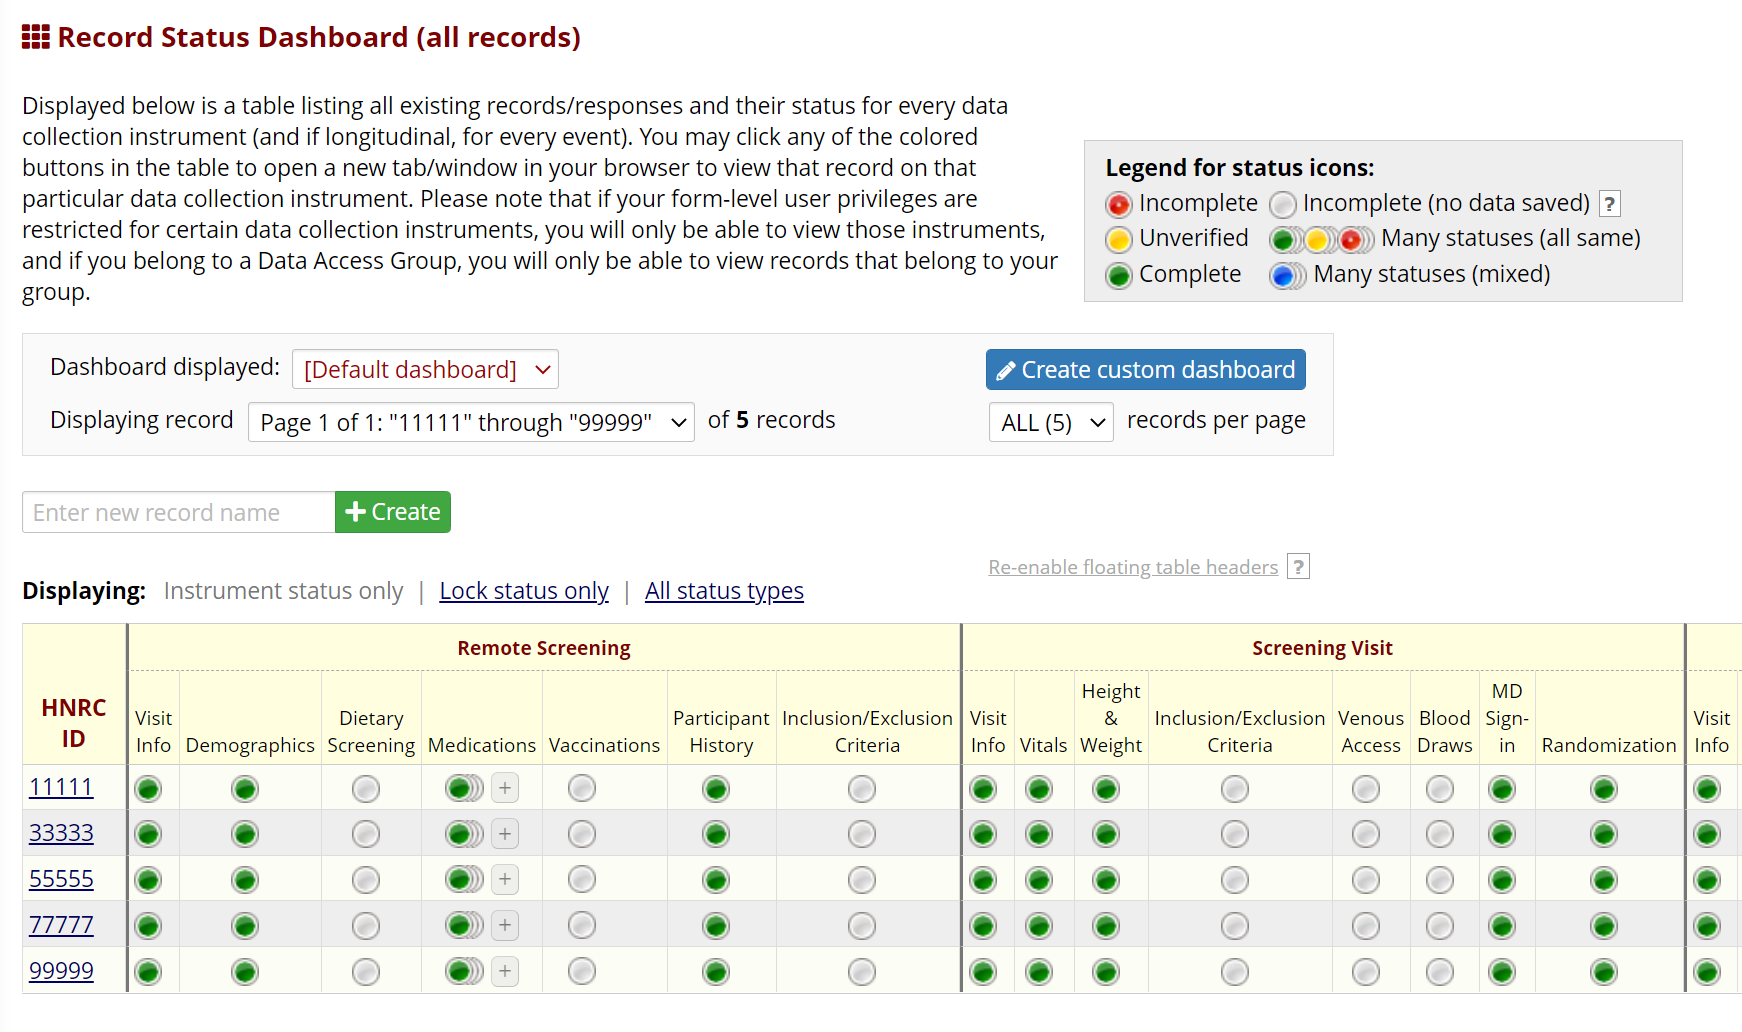 Record Status Dashboard (all records)
Displayed below is a table listing all existing records/responses and their status for every data
collection instrument (and if longitudinal, for every event). You may click any of the colored
buttons in the table to open a new tab/window in your browser to view that record on that
particular data collection instrument. Please note that if your form-level user privileges are
restricted for certain data collection instruments, you will only be able to view those instruments,
and if you belong to a Data Access Group, you will only be able to view records that belong to your
group.
Legend for status icons:
Incomplete Incomplete (no data saved) ?
Unverified Many statuses (all same)
Complete Many statuses (mixed)
Dashboard displayed: [Default dashboard] Create custom dashboard
Displaying record Page 1 of 1: "11111" through "99999" of 5 records ALL (5) records per page
Enter new record name + Create
Re-enable floating table headers ?
Displaying: Instrument status only | Lock status only | All status types
Remote Screening Screening Visit
HNRC
ID
Visit
Info
Demographics
Dietary
Screening
Medications
Vaccinations
Participant
History
Inclusion/Exclusion
Criteria
Visit
Info
Vitals
Height
&
Weight
Inclusion/Exclusion
Criteria
Venous
Access
Blood
Draws
MD
Sign-
in
Randomization
Visit
Info
11111 +
33333 +
55555 +
77777 +
99999 +